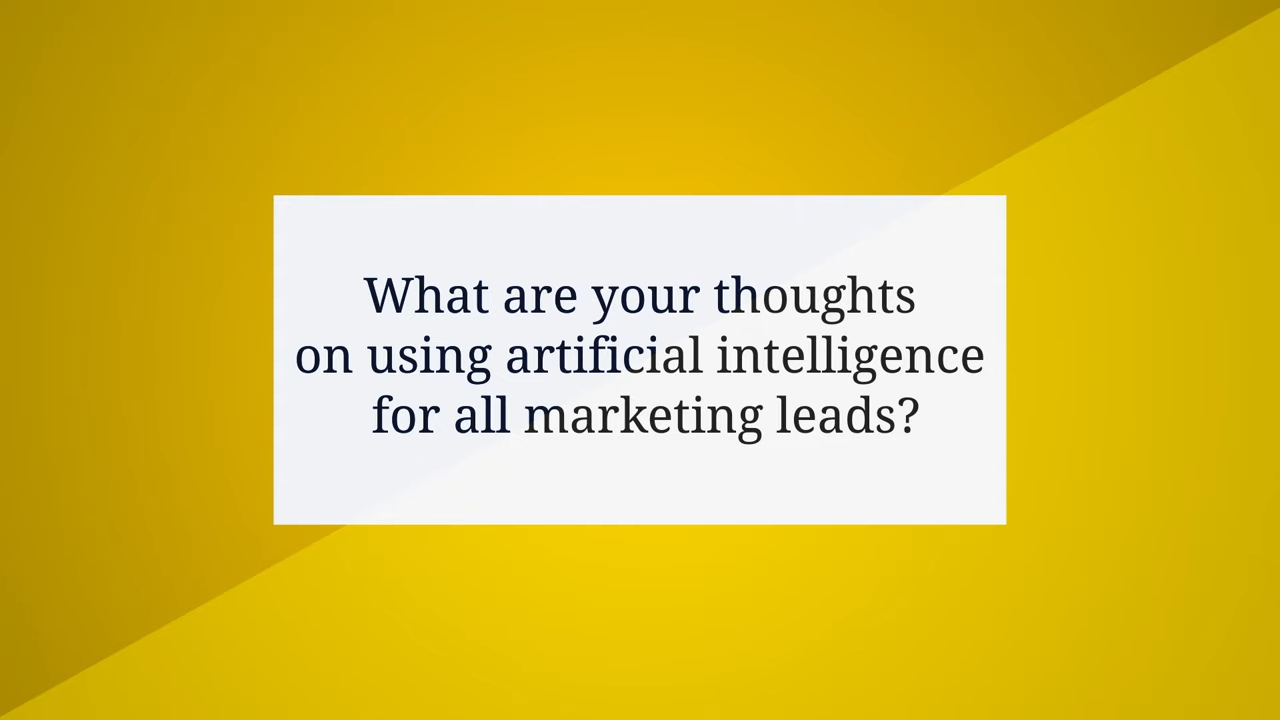 What are your thoughts
on using artificial intelligence
for all marketing leads?